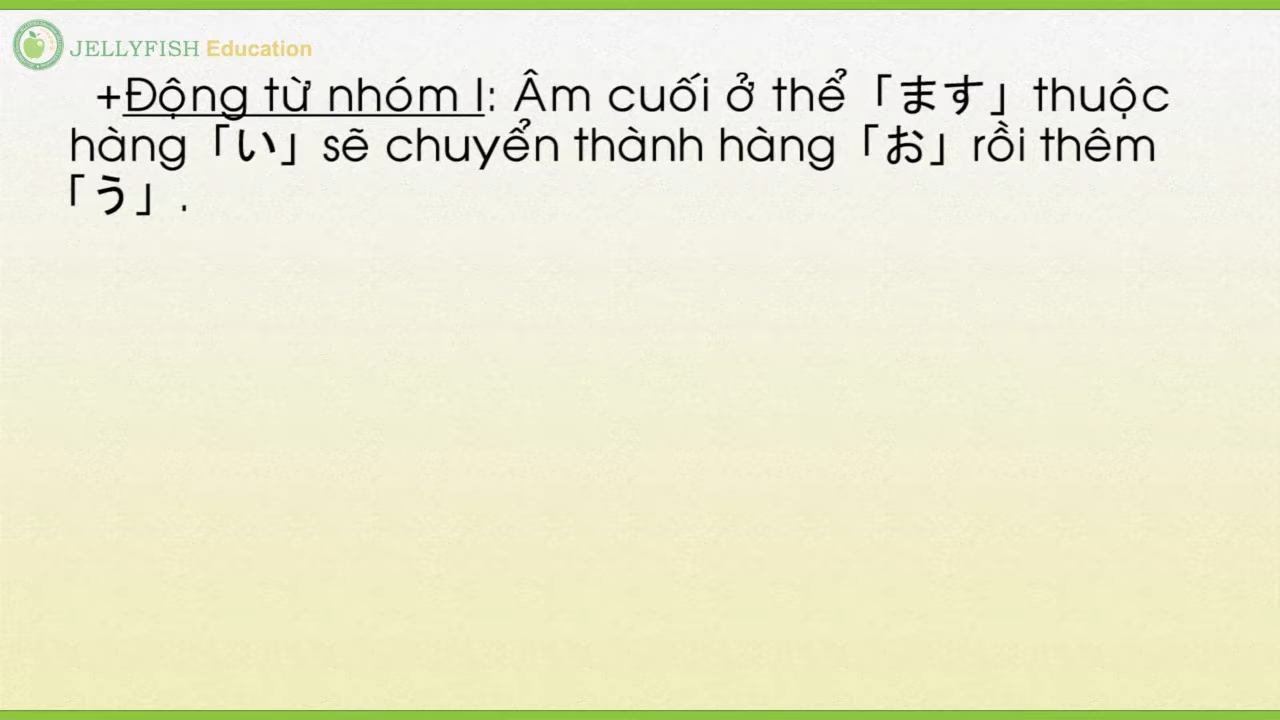 JELLYFISH Education
+Động từ nhóm I: Âm cuối ở thể「ます」thuộc
hàng「い」sẽ chuyển thành hàng「お」rồi thêm
「う」.